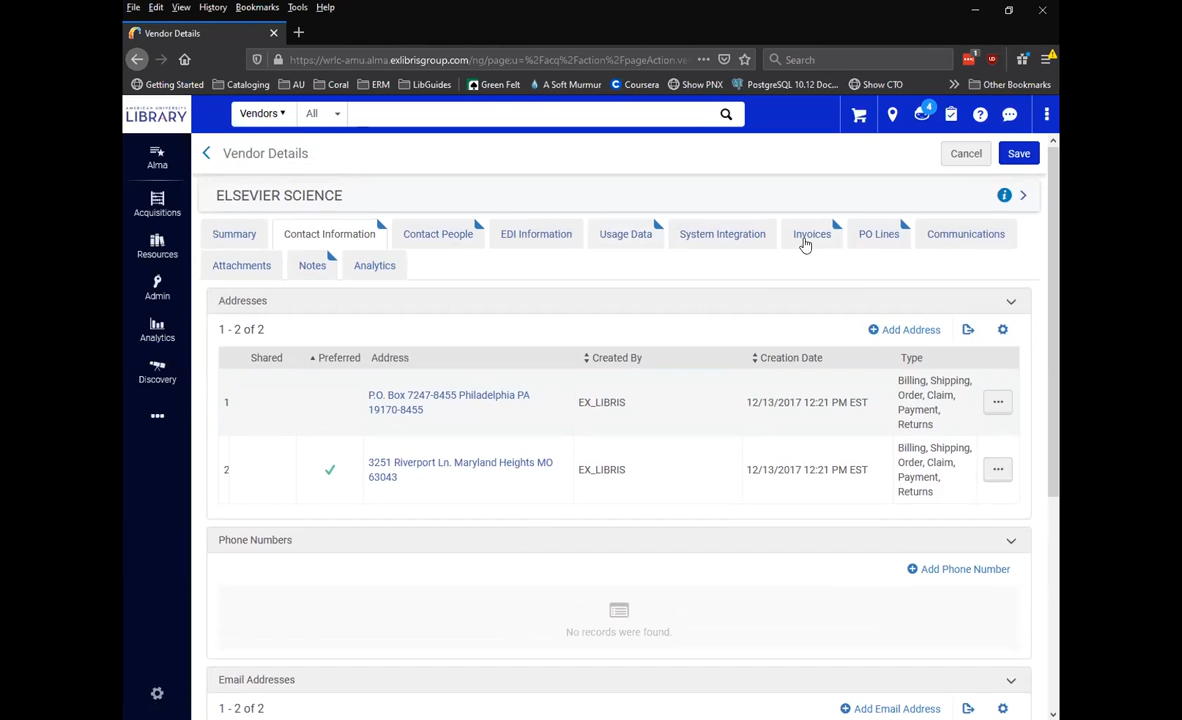 File Edit View History Bookmarks Tools Help
Vendor Details
https://wrlc-amu.alma.exlibrisgroup.com/ng/page;u=%2Facq%2Faction%2FpageAction.ve
Search
1
Getting Started Cataloging AU Coral ERM LibGuides Green Felt A Soft Murmur Coursera Show PNX PostgreSQL 10.12 Doc... Show CTO Other Bookmarks
AMERICAN UNIVERSITY
LIBRARY
Vendors All
4
Alma
Acquisitions
Resources
Admin
Analytics
Discovery
Vendor Details
Cancel Save
ELSEVIER SCIENCE
Summary Contact Information Contact People EDI Information Usage Data System Integration Invoices PO Lines Communications
Attachments Notes Analytics
Addresses
1 - 2 of 2 Add Address
Shared Preferred Address Created By Creation Date Type
1 P.O. Box 7247-8455 Philadelphia PA
19170-8455
EX_LIBRIS
12/13/2017 12:21 PM EST
Billing, Shipping,
Order, Claim,
Payment,
Returns
2 3251 Riverport Ln. Maryland Heights MO
63043
EX_LIBRIS
12/13/2017 12:21 PM EST
Billing, Shipping,
Order, Claim,
Payment,
Returns
Phone Numbers
Add Phone Number
No records were found.
Email Addresses
1 - 2 of 2 Add Email Address